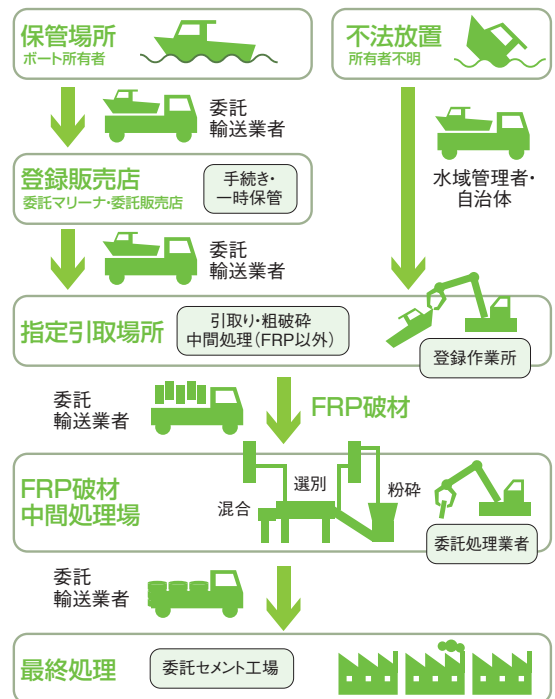 保管場所
ボート所有者
不法放置
所有者不明
委託
輸送業者
水域管理者・
自治体
登録販売店
委託マリーナ・委託販売店
手続き・
一時保管
委託
輸送業者
指定引取場所
引取り・粗破砕
中間処理（FRP以外）
登録作業所
委託
輸送業者
FRP破材
FRP破材
中間処理場
混合
選別
粉砕
委託処理業者
委託
輸送業者
最終処理
委託セメント工場